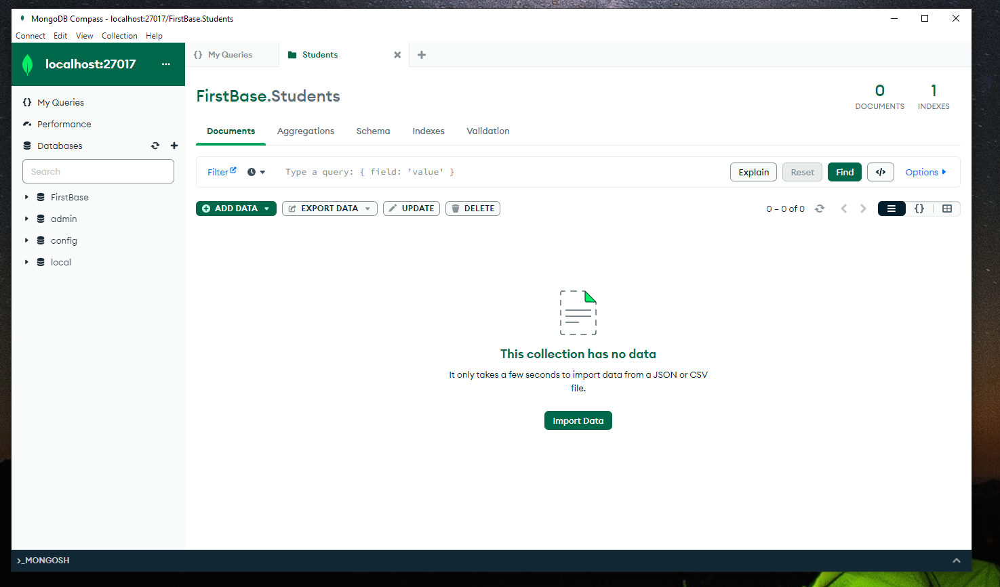 MongoDB Compass - localhost:27017/FirstBase.Students
Connect Edit View Collection Help
localhost:27017
My Queries
Performance
Databases
Search
FirstBase
admin
config
local
{} My Queries
Students
FirstBase.Students
0 DOCUMENTS
1 INDEXES
Documents Aggregations Schema Indexes Validation
Filter Type a query: { field: 'value' } Explain Reset Find </> Options
ADD DATA EXPORT DATA UPDATE DELETE 0 – 0 of 0 {}
This collection has no data
It only takes a few seconds to import data from a JSON or CSV
file.
Import Data
>_MONGOSH